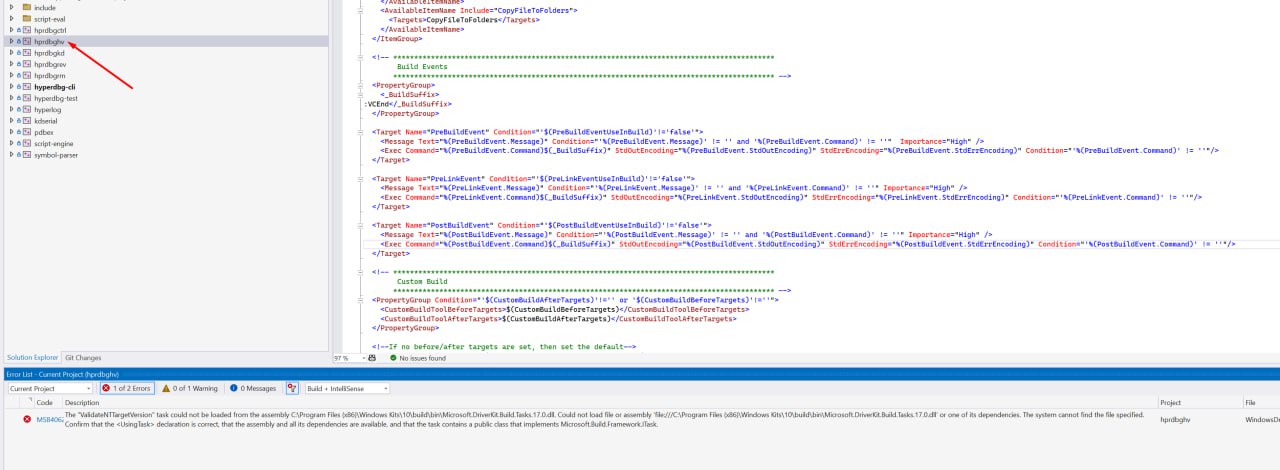 include
script-eval
hprdbgctrl
hprdbghv
hprdbgkd
hprdbgrev
hprdbgrm
hyperdbg-cli
hyperdbg-test
hyperlog
kdserial
pdbex
script-engine
symbol-parser
Solution Explorer Git Changes
</AvailableItemName>
<AvailableItemName Include="CopyFileToFolders">
<Targets>CopyFileToFolders</Targets>
</AvailableItemName>
</ItemGroup>
<!-- ******************************************************************************************
Build Events
****************************************************************************************** -->
<PropertyGroup>
<_BuildSuffix>
:VCEnd</_BuildSuffix>
</PropertyGroup>
<Target Name="PreBuildEvent" Condition="'$(PreBuildEventUseInBuild)'!='false'">
<Message Text="%(PreBuildEvent.Message)" Condition="'%(PreBuildEvent.Message)' != '' and '%(PreBuildEvent.Command)' != ''" Importance="High" />
<Exec Command="%(PreBuildEvent.Command)$(_BuildSuffix)" StdOutEncoding="%(PreBuildEvent.StdOutEncoding)" StdErrEncoding="%(PreBuildEvent.StdErrEncoding)" Condition="'%(PreBuildEvent.Command)' != ''"/>
</Target>
<Target Name="PreLinkEvent" Condition="'$(PreLinkEventUseInBuild)'!='false'">
<Message Text="%(PreLinkEvent.Message)" Condition="'%(PreLinkEvent.Message)' != '' and '%(PreLinkEvent.Command)' != ''" Importance="High" />
<Exec Command="%(PreLinkEvent.Command)$(_BuildSuffix)" StdOutEncoding="%(PreLinkEvent.StdOutEncoding)" StdErrEncoding="%(PreLinkEvent.StdErrEncoding)" Condition="'%(PreLinkEvent.Command)' != ''"/>
</Target>
<Target Name="PostBuildEvent" Condition="'$(PostBuildEventUseInBuild)'!='false'">
<Message Text="%(PostBuildEvent.Message)" Condition="'%(PostBuildEvent.Message)' != '' and '%(PostBuildEvent.Command)' != ''" Importance="High" />
<Exec Command="%(PostBuildEvent.Command)$(_BuildSuffix)" StdOutEncoding="%(PostBuildEvent.StdOutEncoding)" StdErrEncoding="%(PostBuildEvent.StdErrEncoding)" Condition="'%(PostBuildEvent.Command)' != ''"/>
</Target>
<!-- ******************************************************************************************
Custom Build
****************************************************************************************** -->
<PropertyGroup Condition="'$(CustomBuildAfterTargets)'!='' or '$(CustomBuildBeforeTargets)'!=''">
<CustomBuildToolBeforeTargets>$(CustomBuildBeforeTargets)</CustomBuildToolBeforeTargets>
<CustomBuildToolAfterTargets>$(CustomBuildAfterTargets)</CustomBuildToolAfterTargets>
</PropertyGroup>
<!--If no before/after targets are set, then set the default-->
97 % No issues found
Error List - Current Project (hprdbghv)
Current Project 1 of 2 Errors 0 of 1 Warning 0 Messages Build + IntelliSense
Code Description Project File
MSB4062 The "ValidateNTTargetVersion" task could not be loaded from the assembly C:\Program Files (x86)\Windows Kits\10\build\bin\Microsoft.DriverKit.Build.Tasks.17.0.dll. Could not load file or assembly 'file:///C:\Program Files (x86)\Windows Kits\10\build\bin\Microsoft.DriverKit.Build.Tasks.17.0.dll' or one of its dependencies. The system cannot find the file specified. hprdbghv WindowsDr
Confirm that the <UsingTask> declaration is correct, that the assembly and all its dependencies are available, and that the task contains a public class that implements Microsoft.Build.Framework.ITask.